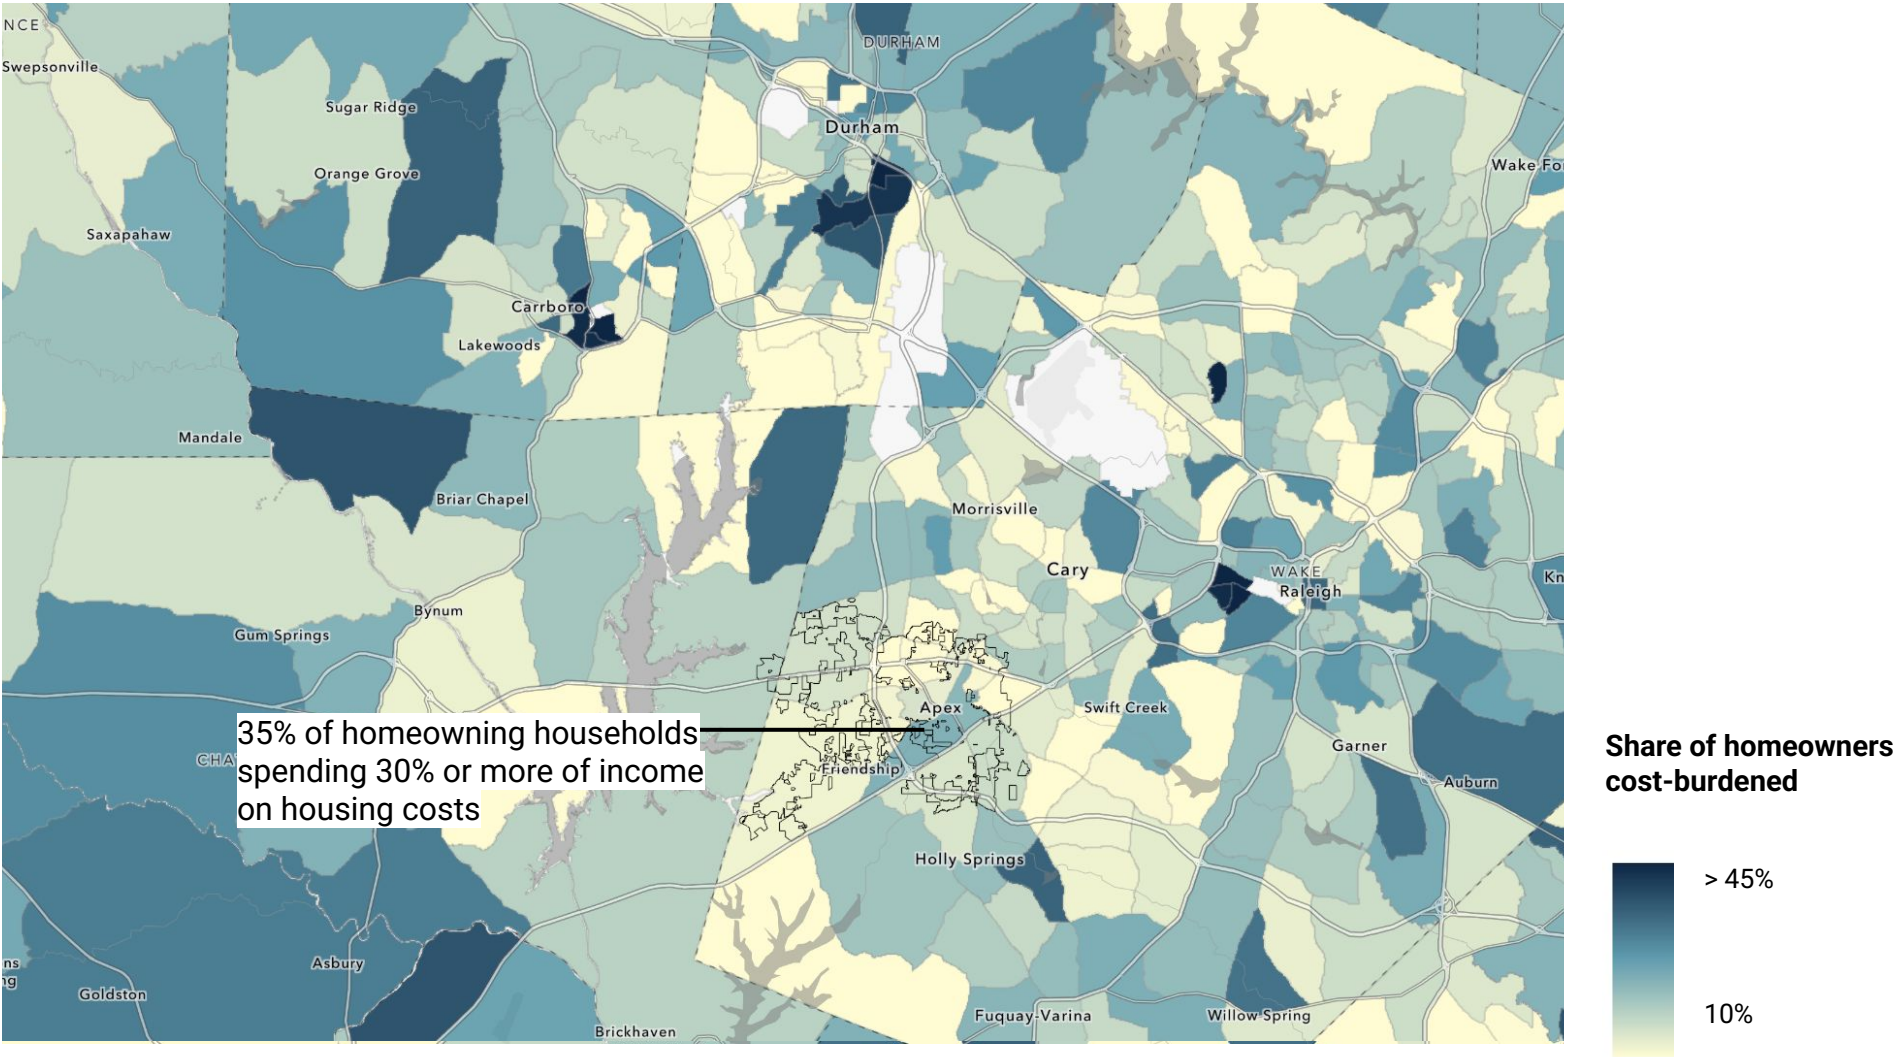 NCE
Swepsonville
DURHAM
Sugar Ridge
Durham
Wake Fo
Orange Grove
Saxapahaw
Carrboro
Lakewoods
Mandale
Briar Chapel
Morrisville
Cary
WAKE
Raleigh
Kn
Bynum
Gum Springs
Apex
Swift Creek
35% of homeowning households
spending 30% or more of income
on housing costs
CHA
Friendship
Garner
Auburn
Share of homeowners
cost-burdened
Holly Springs
> 45%
10%
Asbury
ns
ng
Goldston
Fuquay-Varina
Willow Spring
Brickhaven